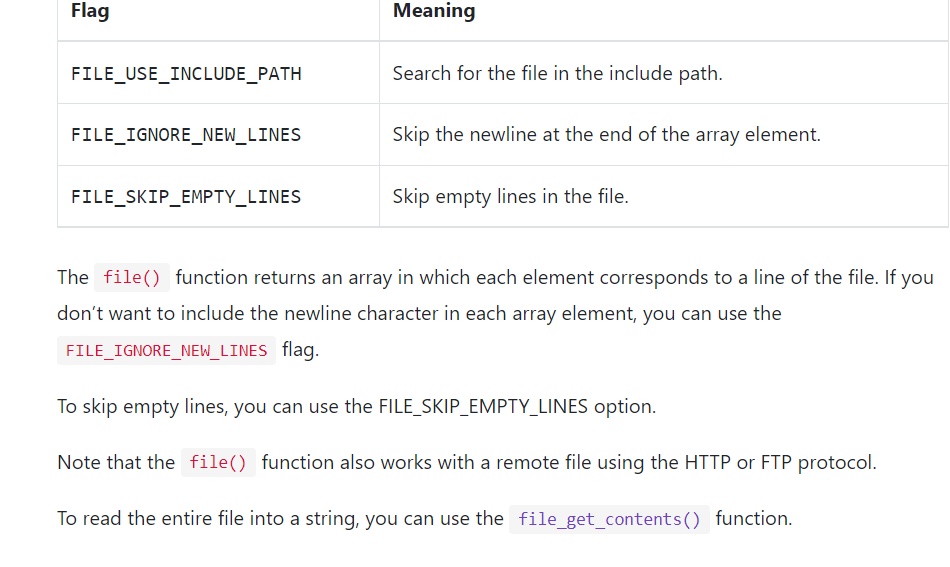 Flag Meaning
FILE_USE_INCLUDE_PATH Search for the file in the include path.
FILE_IGNORE_NEW_LINES Skip the newline at the end of the array element.
FILE_SKIP_EMPTY_LINES Skip empty lines in the file.
The file() function returns an array in which each element corresponds to a line of the file. If you
don’t want to include the newline character in each array element, you can use the
FILE_IGNORE_NEW_LINES flag.
To skip empty lines, you can use the FILE_SKIP_EMPTY_LINES option.
Note that the file() function also works with a remote file using the HTTP or FTP protocol.
To read the entire file into a string, you can use the file_get_contents() function.